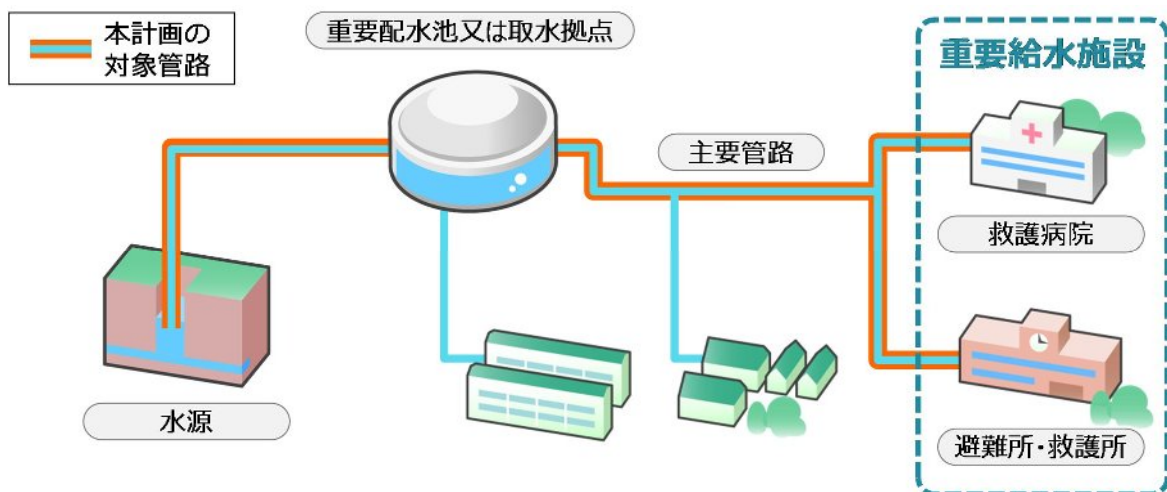 本計画の
対象管路
重要配水池又は取水拠点
主要管路
重要給水施設
救護病院
水源
避難所・救護所